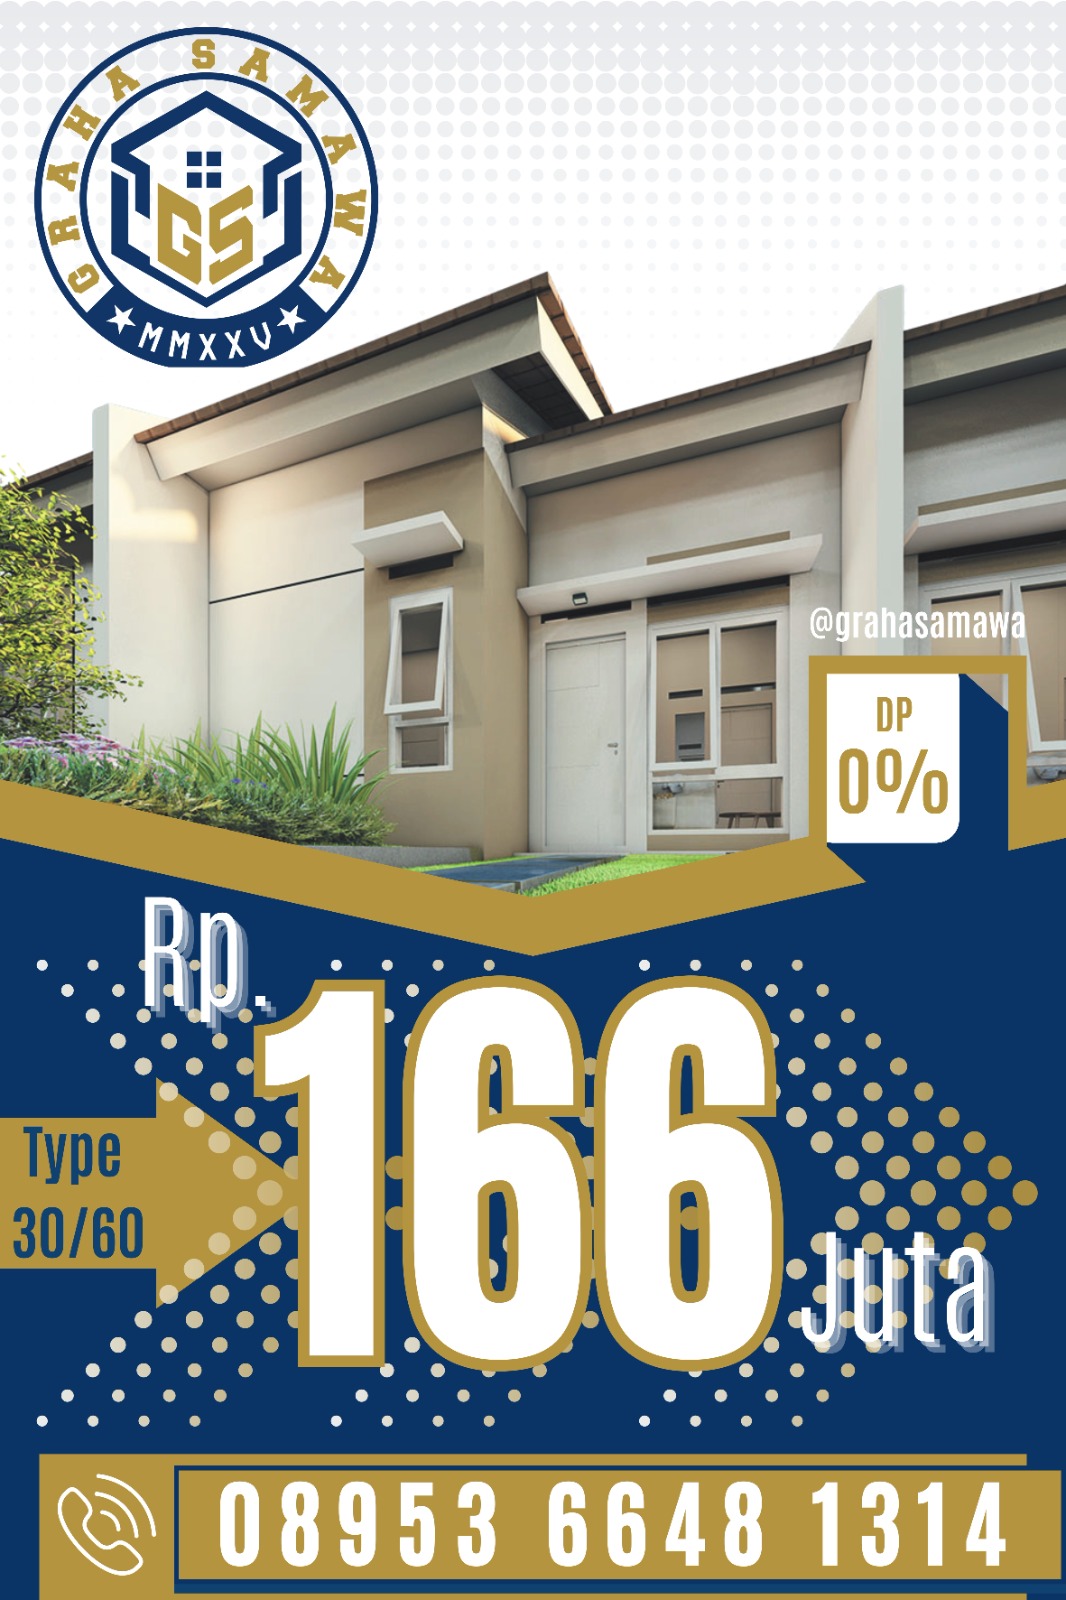 GRAHA SAMAWA
GS
★MMXXV★
@grahasamawa
DP
0%
Rp.
166
Juta
Type
30/60
08953 6648 1314